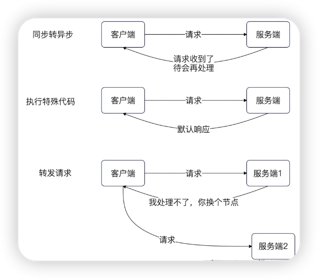 同步转异步
客户端
请求
服务端
请求收到了
待会再处理
执行特殊代码
客户端
请求
服务端
默认响应
转发请求
客户端
请求
服务端1
我处理不了，你换个节点
请求
服务端2